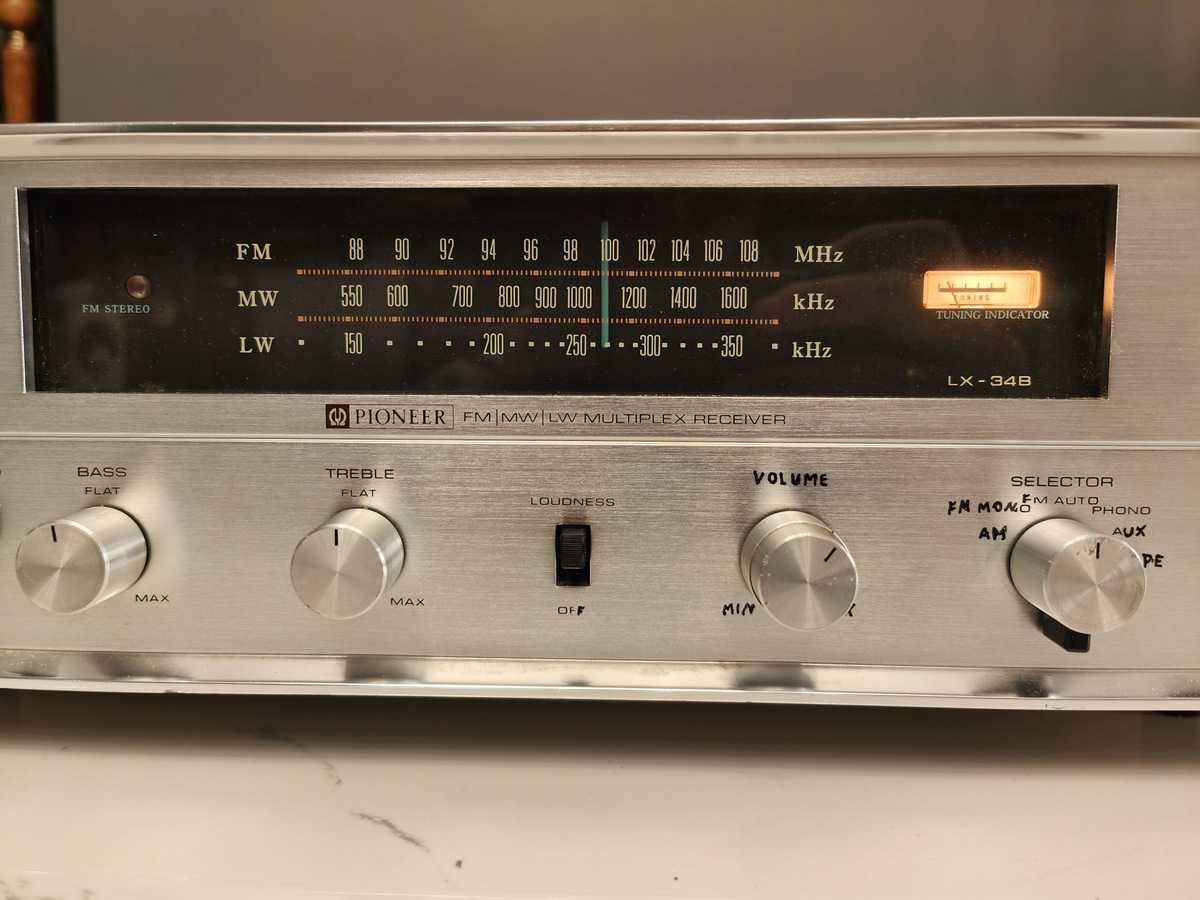 FM 88 90 92 94 96 98 100 102 104 106 108 MHz
MW 550 600 700 800 900 1000 1200 1400 1600 kHz
LW 150 200 250 300 350 kHz
FM STEREO
TUNING
TUNING INDICATOR
LX-34B
PIONEER FM|MW|LW MULTIPLEX RECEIVER
BASS
FLAT
MAX
TREBLE
FLAT
MAX
LOUDNESS
OFF
VOLUME
MIN
SELECTOR
FM AUTO
FM MONO
PHONO
AM
AUX
PE